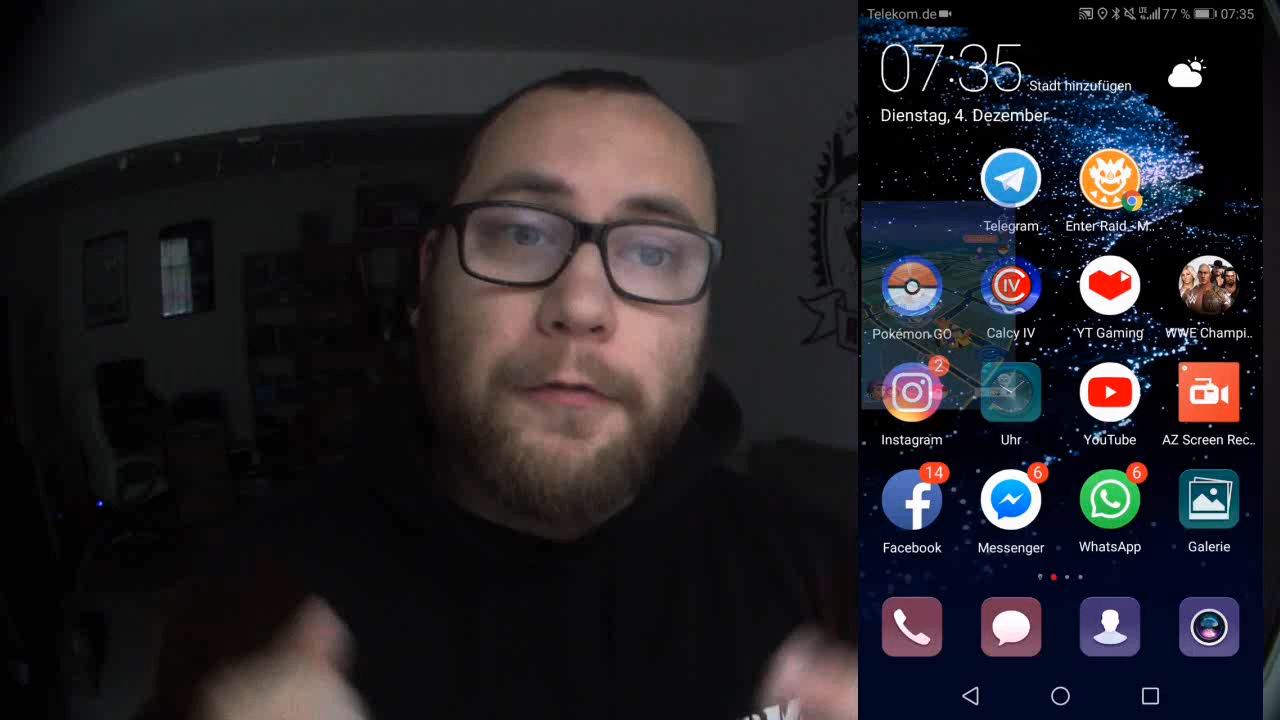 Telekom.de
77 %
07:35
07:35
Stadt hinzufügen
Dienstag, 4. Dezember
Telegram
Enter Raid - M..
Pokémon GO
IV
Calcy IV
YT Gaming
WWE Champi..
2
Instagram
Uhr
YouTube
AZ Screen Rec..
14
6
6
Facebook
Messenger
WhatsApp
Galerie